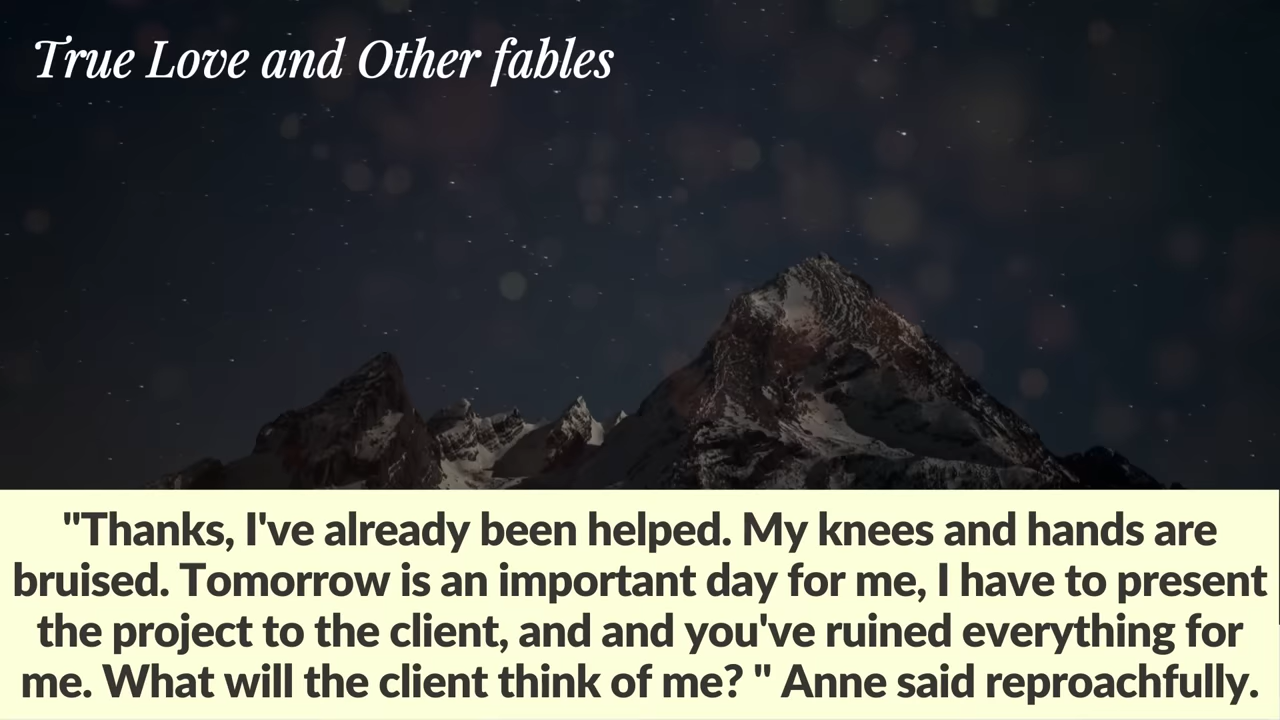 True Love and Other fables
"Thanks, I've already been helped. My knees and hands are
bruised. Tomorrow is an important day for me, I have to present
the project to the client, and and you've ruined everything for
me. What will the client think of me? " Anne said reproachfully.